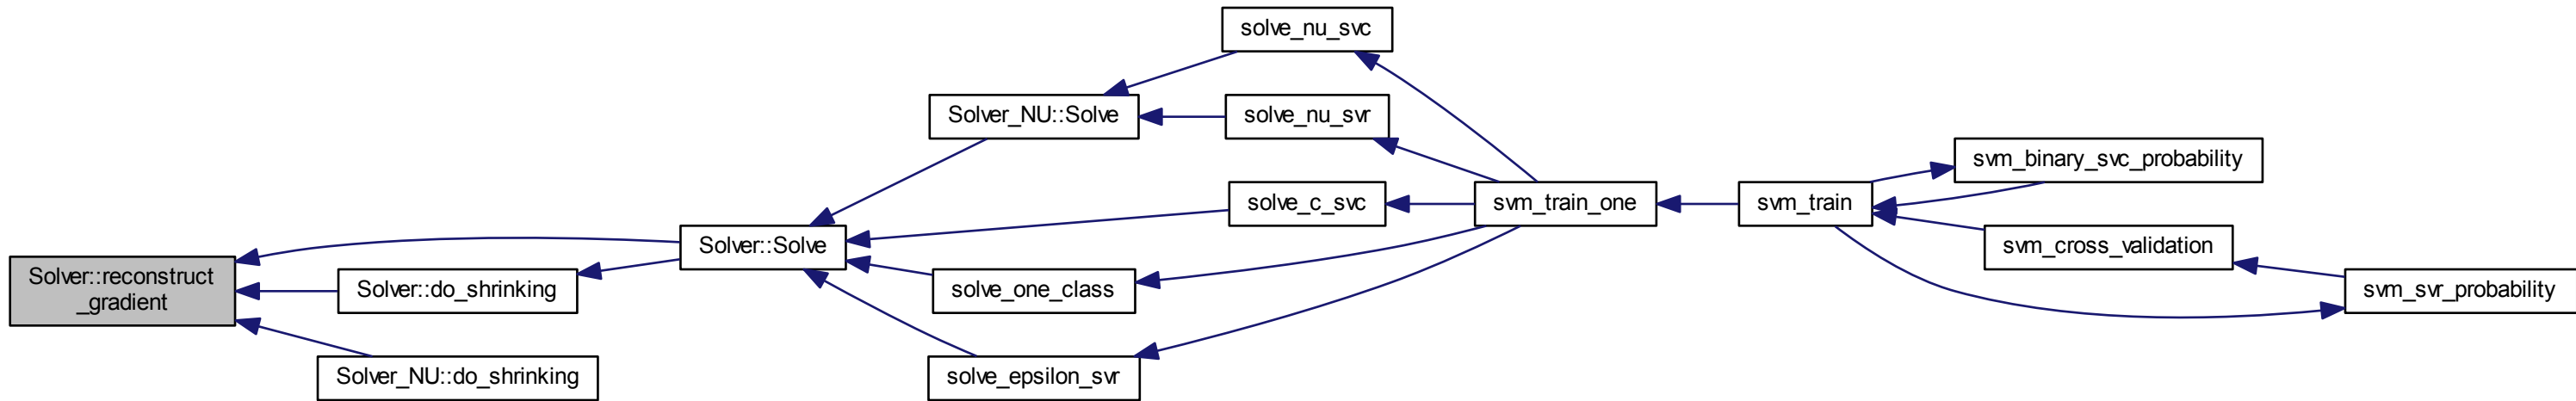 solve_nu_svc
Solver_NU::Solve
solve_nu_svr
svm_binary_svc_probability
solve_c_svc
svm_train_one
svm_train
Solver::Solve
svm_cross_validation
Solver::reconstruct
_gradient
Solver::do_shrinking
solve_one_class
svm_svr_probability
Solver_NU::do_shrinking
solve_epsilon_svr